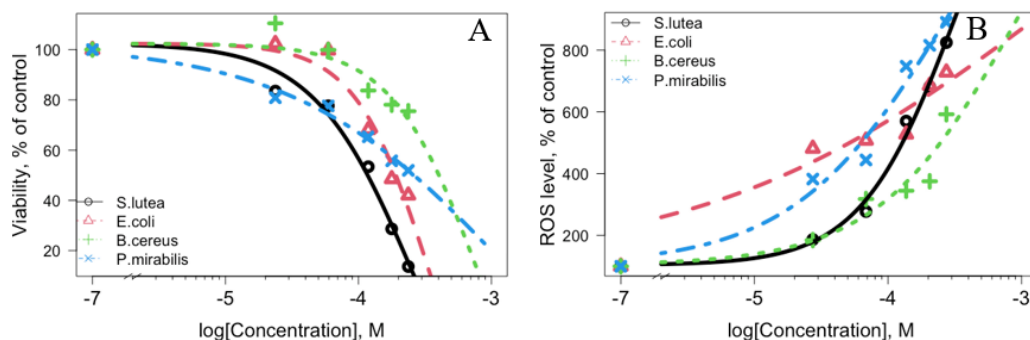 A
Viability, % of control
100
80
60
40
20
S.lutea
E.coli
B.cereus
P.mirabilis
-7
-5
-4
-3
log[Concentration], M
B
ROS level, % of control
800
600
400
200
S.lutea
E.coli
B.cereus
P.mirabilis
-7
-5
-4
-3
log[Concentration], M